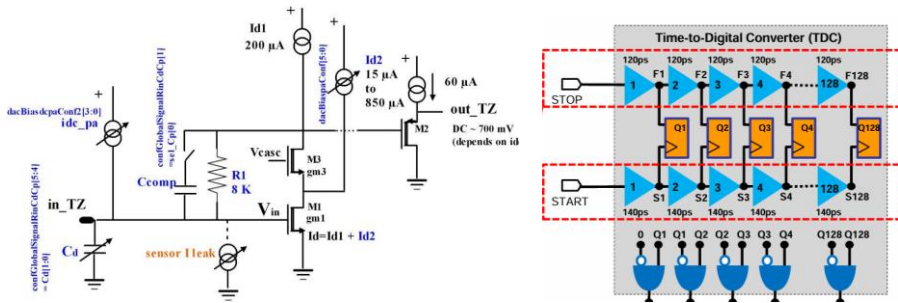 +
Id1
200 µA
+
Id2
15 µA
to
850 µA
dacBiaspaConf[5:0]
+
60 µA
out_TZ
M2
DC ~ 700 mV
(depends on id
+
dacBiasdcpaConf2[3:0]
idc_pa
confGlobalSignalRinCdCp[1]
=sel_Cp[0]
Ccomp
R1
8 K
Vcasc
M3
gm3
in_TZ
Vin
M1
gm1
Id=Id1 + Id2
confGlobalSignalRinCdCp[5:4]
= Cd[1:0]
Cd
sensor Ileak
Time-to-Digital Converter (TDC)
120ps 120ps 120ps 120ps 120ps
1 F1 2 F2 3 F3 4 F4 128 F128
STOP
Q1 Q2 Q3 Q4 Q128
1 2 3 4 128
START
S1 S2 S3 S4 S128
140ps 140ps 140ps 140ps 140ps
0 Q1 Q1 Q2 Q2 Q3 Q3 Q4 Q128 Q128